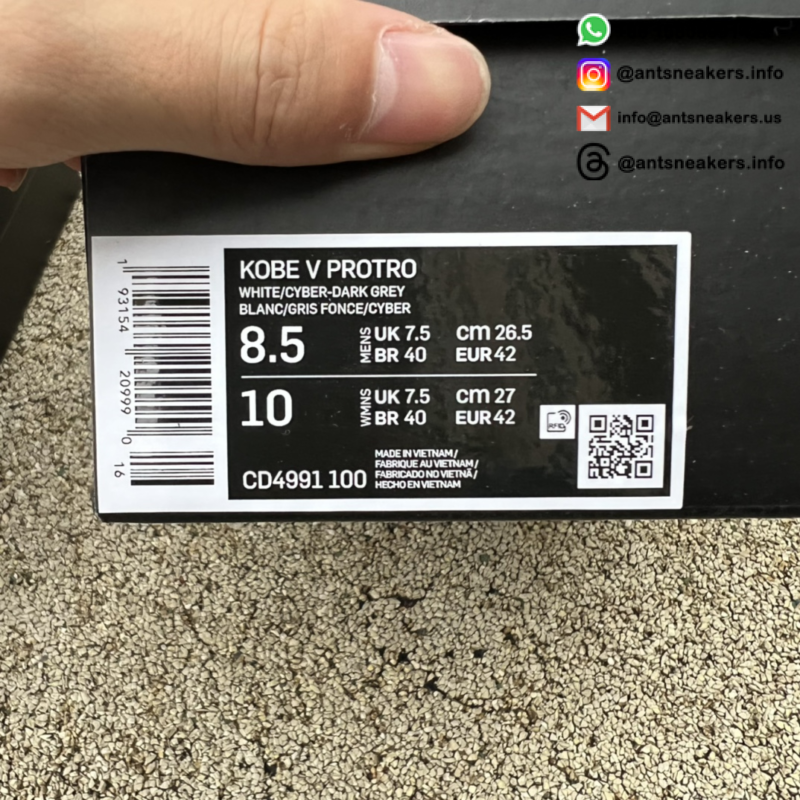 @antsneakers.info
info@antsneakers.us
@antsneakers.info
KOBE V PROTRO
WHITE/CYBER-DARK GREY
BLANC/GRIS FONCE/CYBER
8.5
MENS
UK 7.5 cm 26.5
BR 40 EUR 42
10
WMNS
UK 7.5 cm 27
BR 40 EUR 42
RFID
CD4991 100
MADE IN VIETNAM/
FABRIQUE AU VIETNAM/
FABRICADO NO VIETNÃ/
HECHO EN VIETNAM
1 93154 20999 0 16